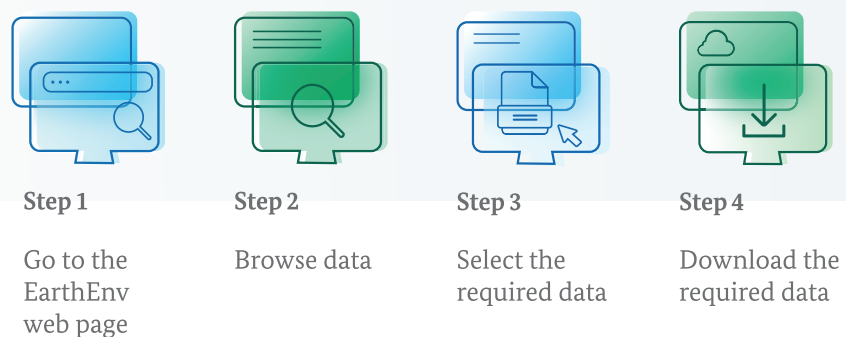 Step 1
Go to the
EarthEnv
web page
Step 2
Browse data
Step 3
Select the
required data
Step 4
Download the
required data